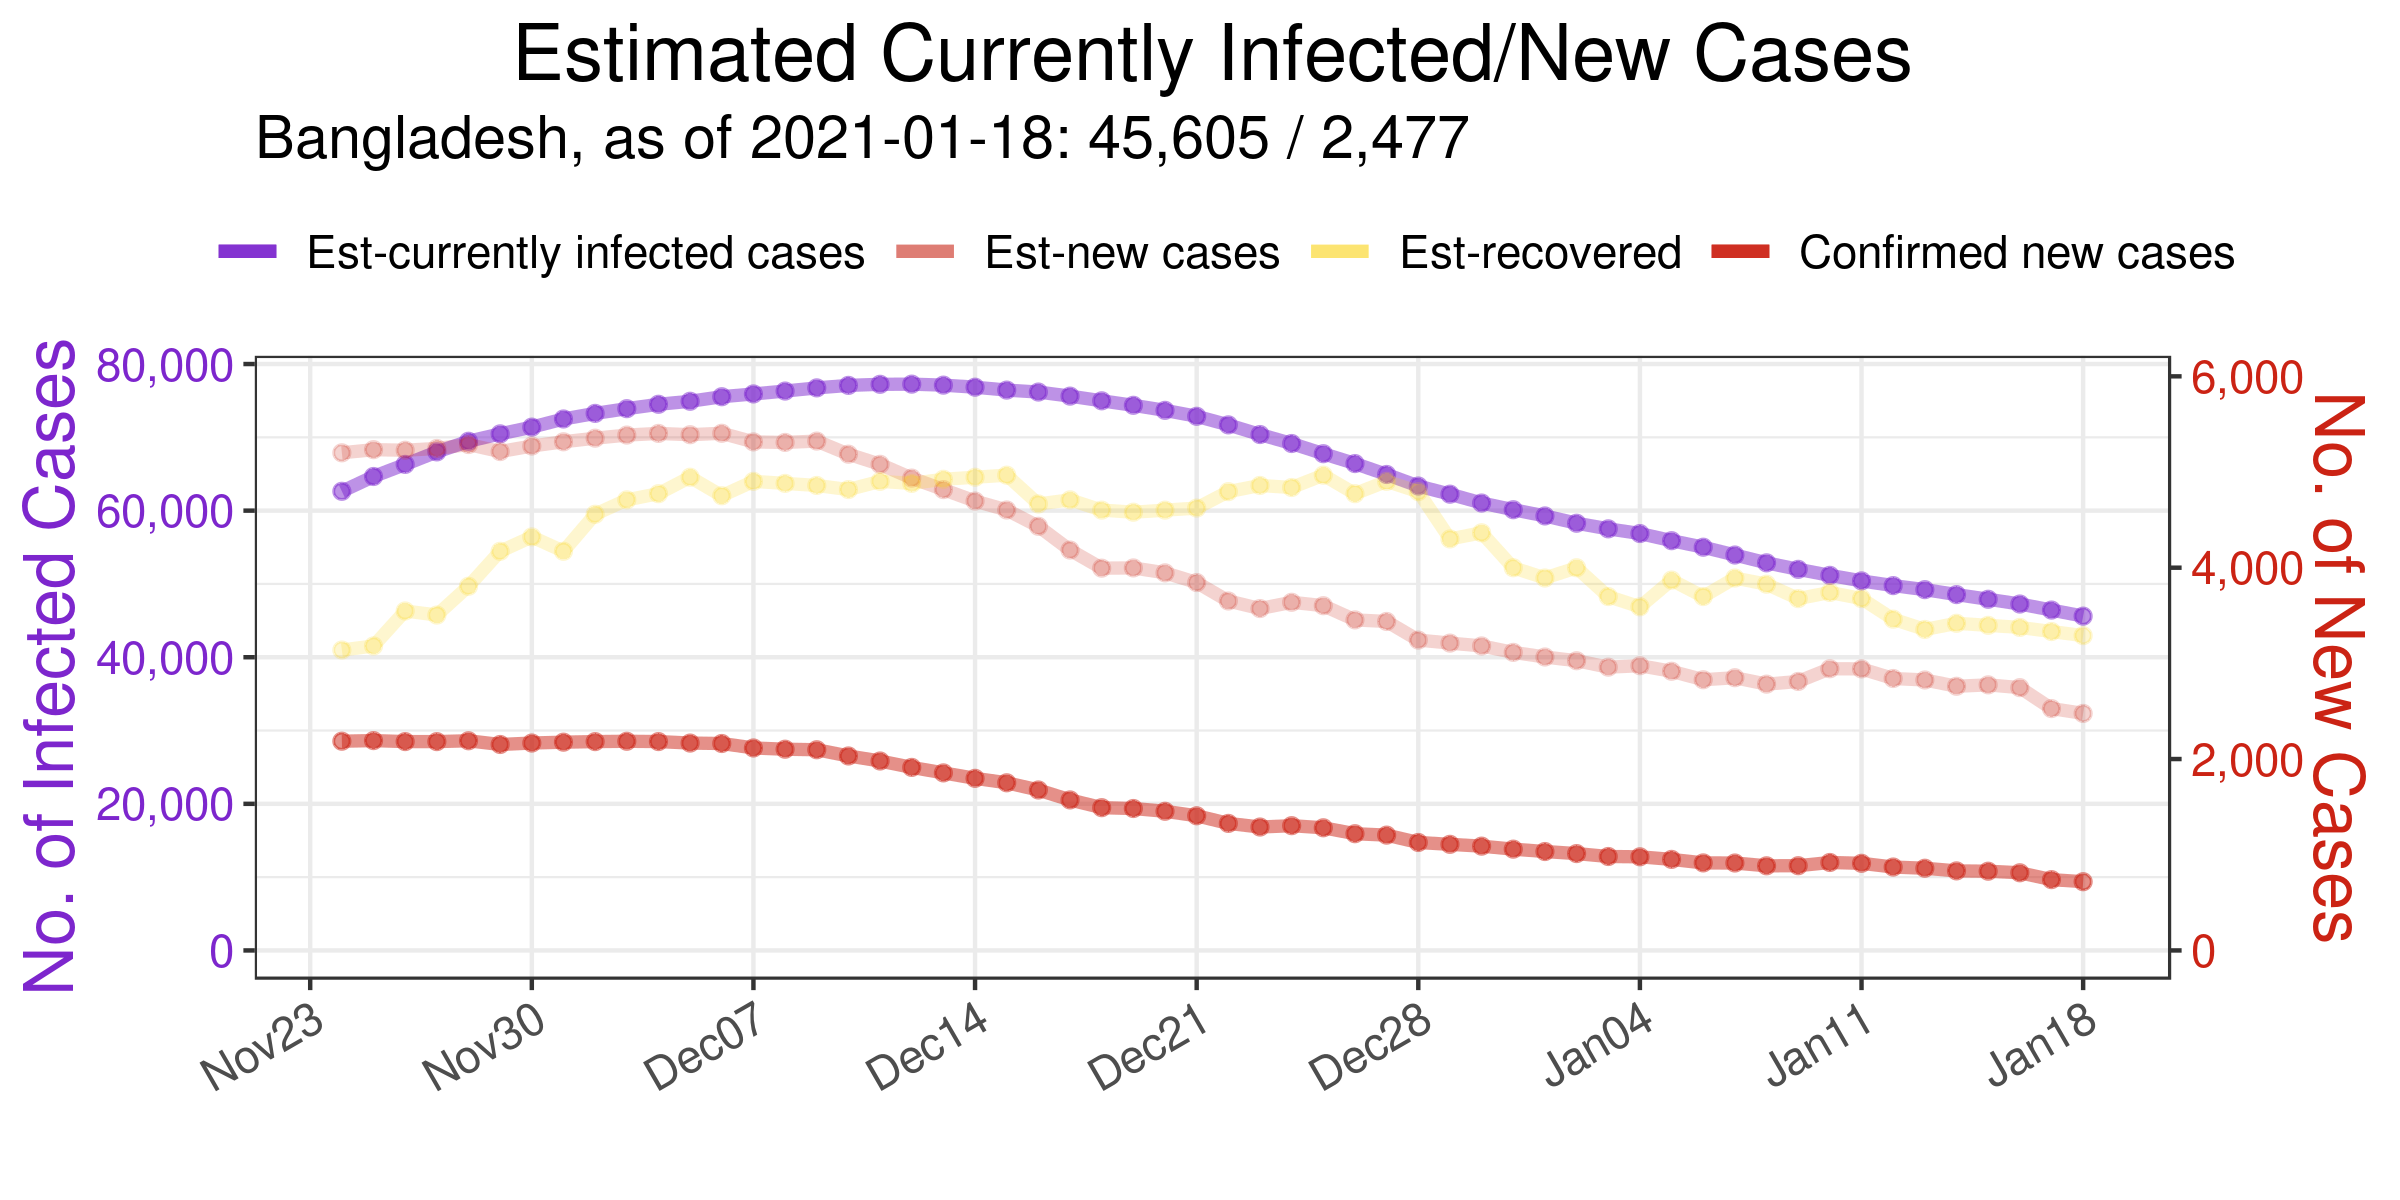 Estimated Currently Infected/New Cases
Bangladesh, as of 2021-01-18: 45,605 / 2,477
Est-currently infected cases Est-new cases Est-recovered Confirmed new cases
No. of Infected Cases
80,000
60,000
40,000
20,000
0
6,000
4,000
2,000
0
No. of New Cases
Nov23 Nov30 Dec07 Dec14 Dec21 Dec28 Jan04 Jan11 Jan18